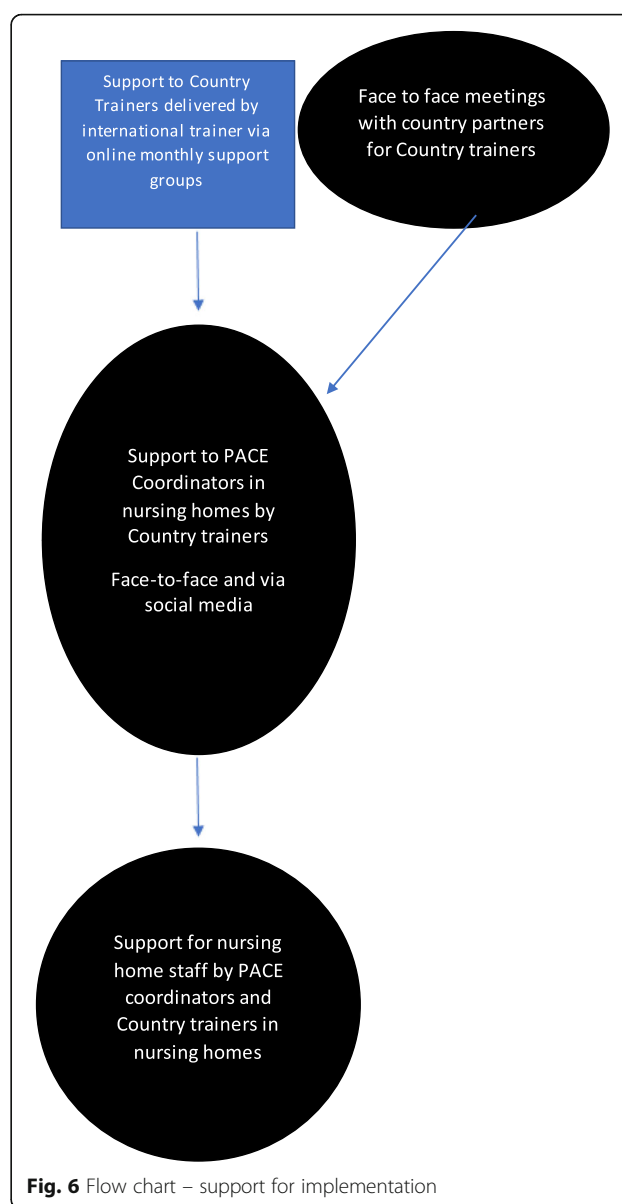 Support to Country
Trainers delivered by
international trainer via
online monthly support
groups
Face to face meetings
with country partners
for Country trainers
Support to PACE
Coordinators in
nursing homes by
Country trainers
Face-to-face and via
social media
Support for nursing
home staff by PACE
coordinators and
Country trainers in
nursing homes
Fig. 6 Flow chart – support for implementation